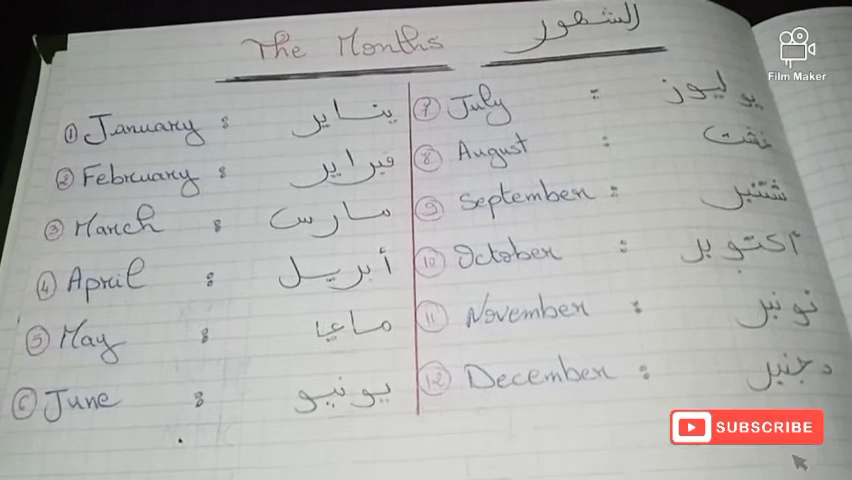 The Months الشهور
① January : يناير
② February : فبراير
③ March : مارس
④ April : أبريل
⑤ May : ماي
⑥ June : يونيو
⑦ July : يوليوز
⑧ August : غشت
⑨ September : شتنبر
⑩ October : أكتوبر
⑪ November : نونبر
⑫ December : دجنبر
Film Maker
SUBSCRIBE